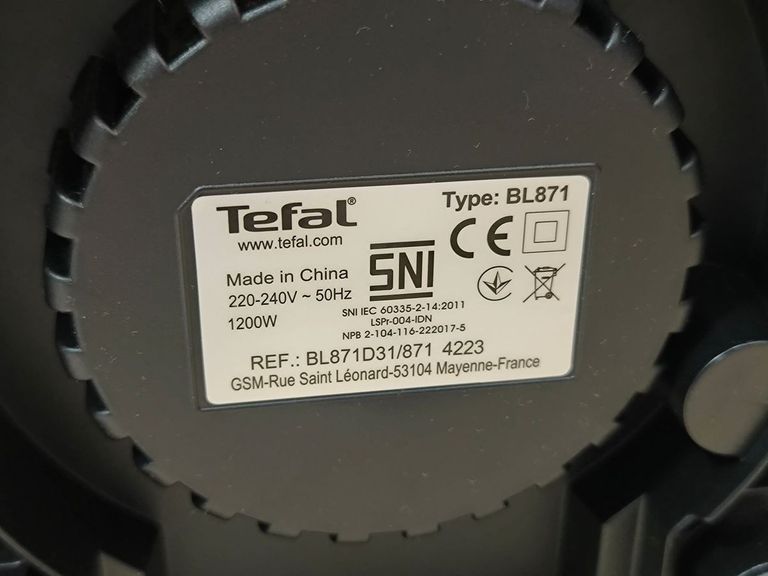 Tefal®
Type: BL871
www.tefal.com
CE
Made in China
220-240V ~ 50Hz
1200W
SNI
SNI IEC 60335-2-14:2011
LSPr-004-IDN
NPB 2-104-116-222017-5
REF.: BL871D31/871 4223
GSM-Rue Saint Léonard-53104 Mayenne-France